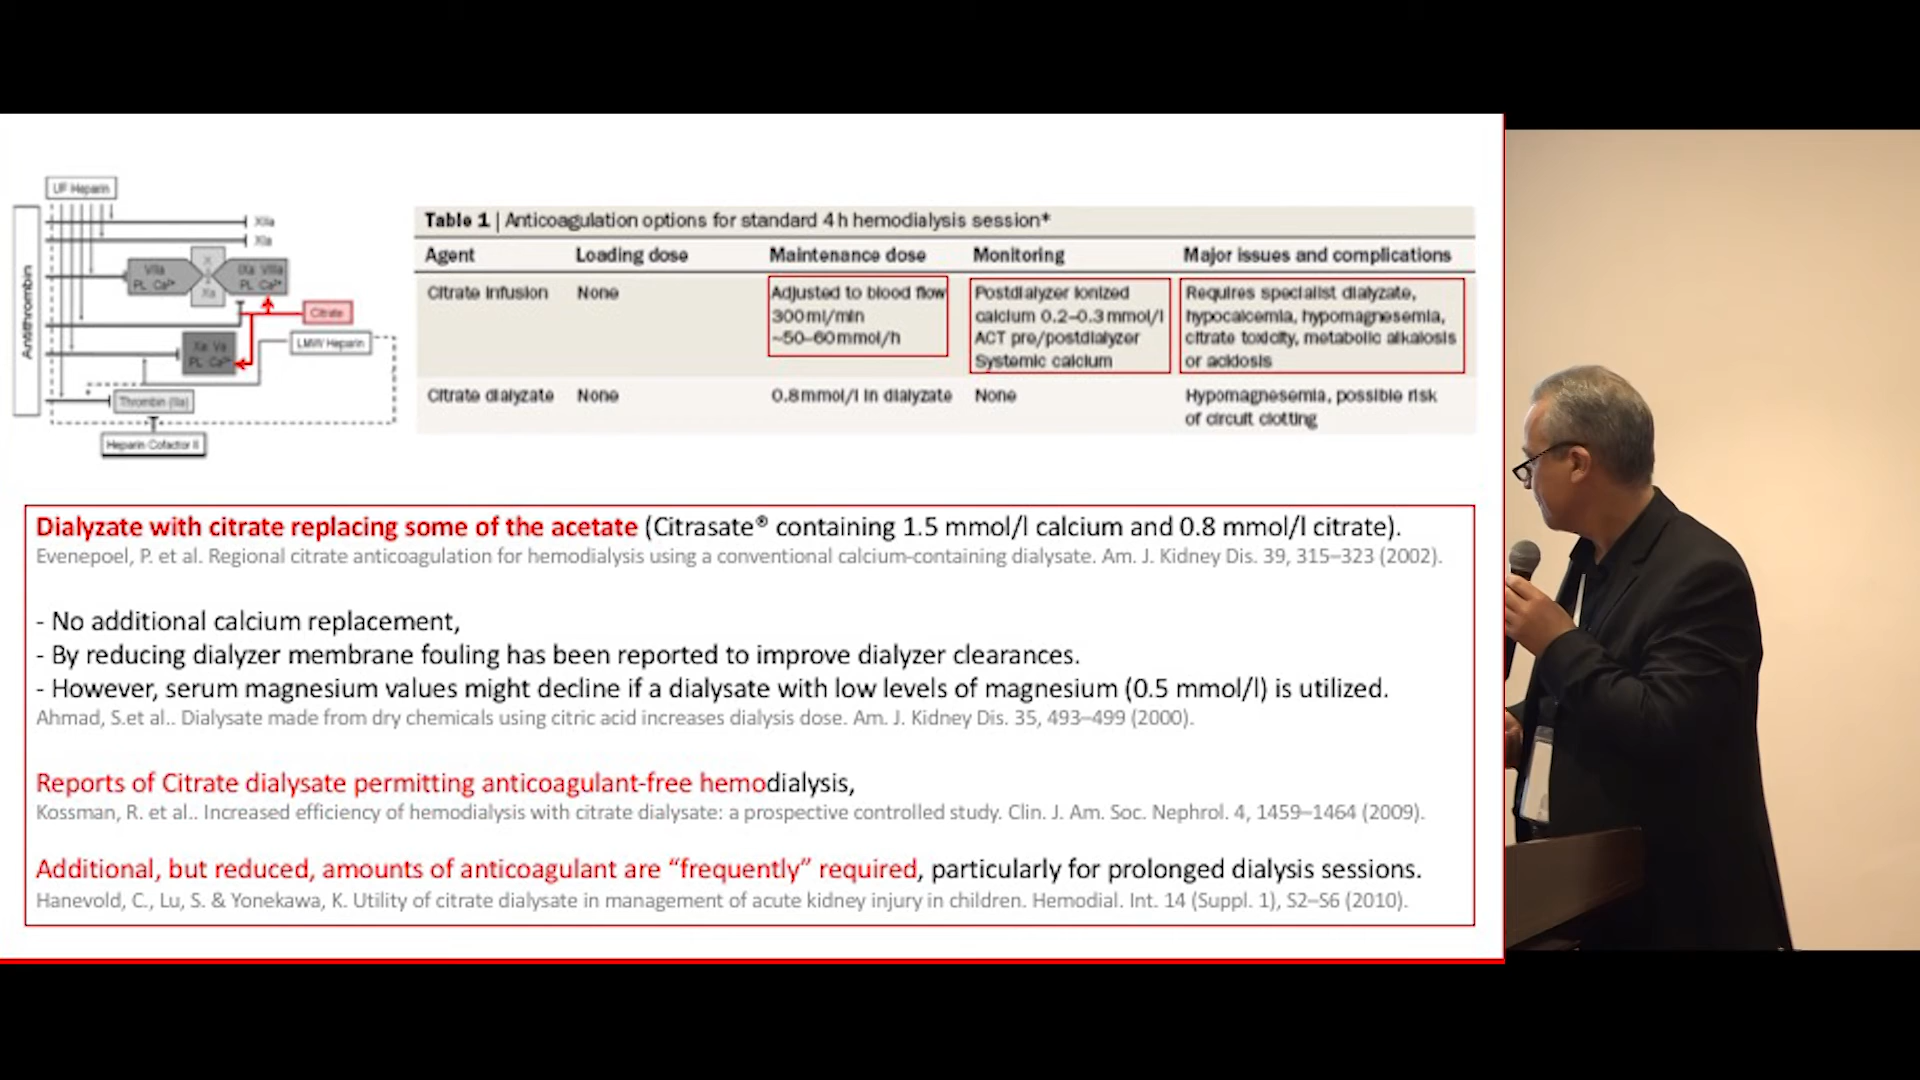 UF Heparin
XIIa
XIa
Antithrombin
VIIa
PL Ca²⁺
X
Xa
IXa VIIIa
PL Ca²⁺
Citrate
Xa Va
PL Ca²⁺
LMW Heparin
Thrombin (IIa)
Heparin Cofactor II
Table 1 | Anticoagulation options for standard 4h hemodialysis session*
Agent Loading dose Maintenance dose Monitoring Major issues and complications
Citrate infusion None Adjusted to blood flow Postdialyzer ionized Requires specialist dialyzate,
300ml/min calcium 0.2–0.3mmol/l hypocalcemia, hypomagnesemia,
~50–60mmol/h ACT pre/postdialyzer citrate toxicity, metabolic alkalosis
Systemic calcium or acidosis
Citrate dialyzate None 0.8mmol/l in dialyzate None Hypomagnesemia, possible risk
of circuit clotting
Dialyzate with citrate replacing some of the acetate (Citrasate® containing 1.5 mmol/l calcium and 0.8 mmol/l citrate).
Evenepoel, P. et al. Regional citrate anticoagulation for hemodialysis using a conventional calcium-containing dialysate. Am. J. Kidney Dis. 39, 315–323 (2002).
- No additional calcium replacement,
- By reducing dialyzer membrane fouling has been reported to improve dialyzer clearances.
- However, serum magnesium values might decline if a dialysate with low levels of magnesium (0.5 mmol/l) is utilized.
Ahmad, S.et al.. Dialysate made from dry chemicals using citric acid increases dialysis dose. Am. J. Kidney Dis. 35, 493–499 (2000).
Reports of Citrate dialysate permitting anticoagulant-free hemodialysis,
Kossman, R. et al.. Increased efficiency of hemodialysis with citrate dialysate: a prospective controlled study. Clin. J. Am. Soc. Nephrol. 4, 1459–1464 (2009).
Additional, but reduced, amounts of anticoagulant are “frequently” required, particularly for prolonged dialysis sessions.
Hanevold, C., Lu, S. & Yonekawa, K. Utility of citrate dialysate in management of acute kidney injury in children. Hemodial. Int. 14 (Suppl. 1), S2–S6 (2010).